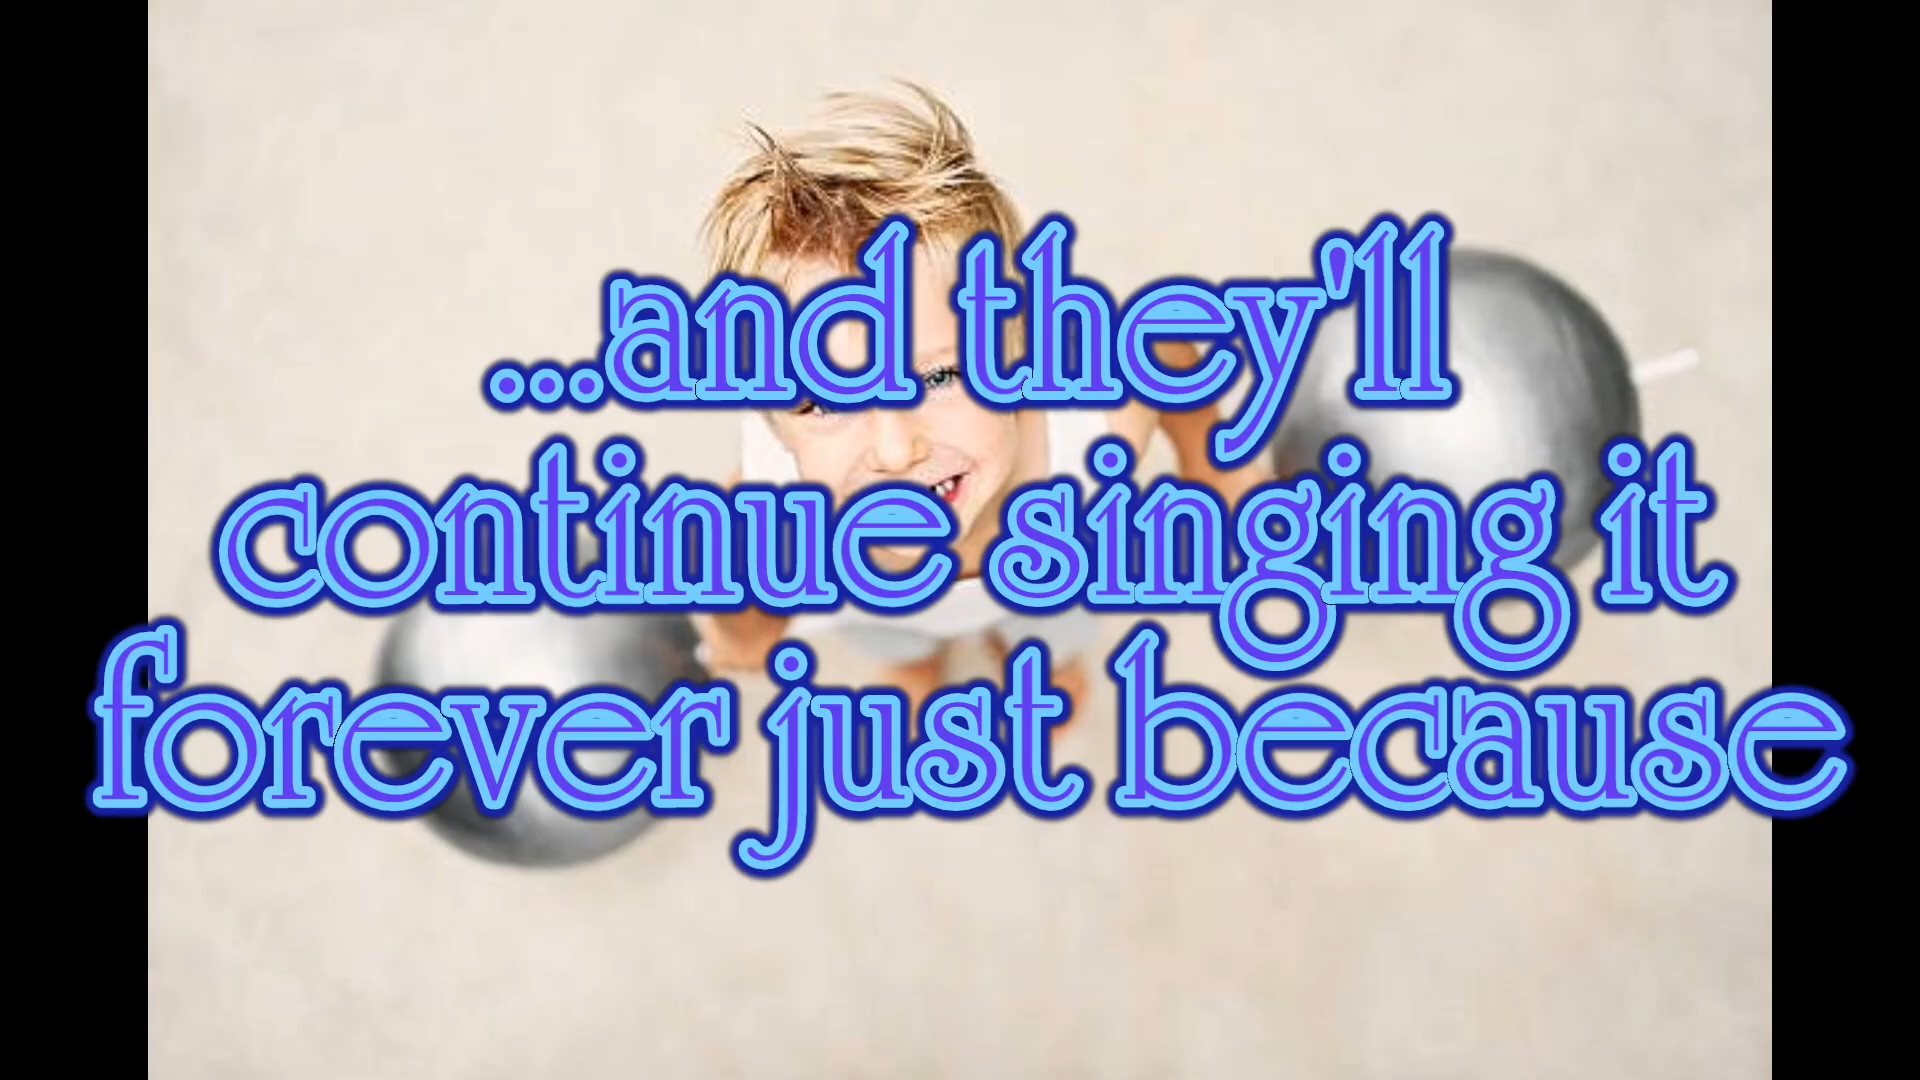 ...and they'll
continue singing it
forever just because